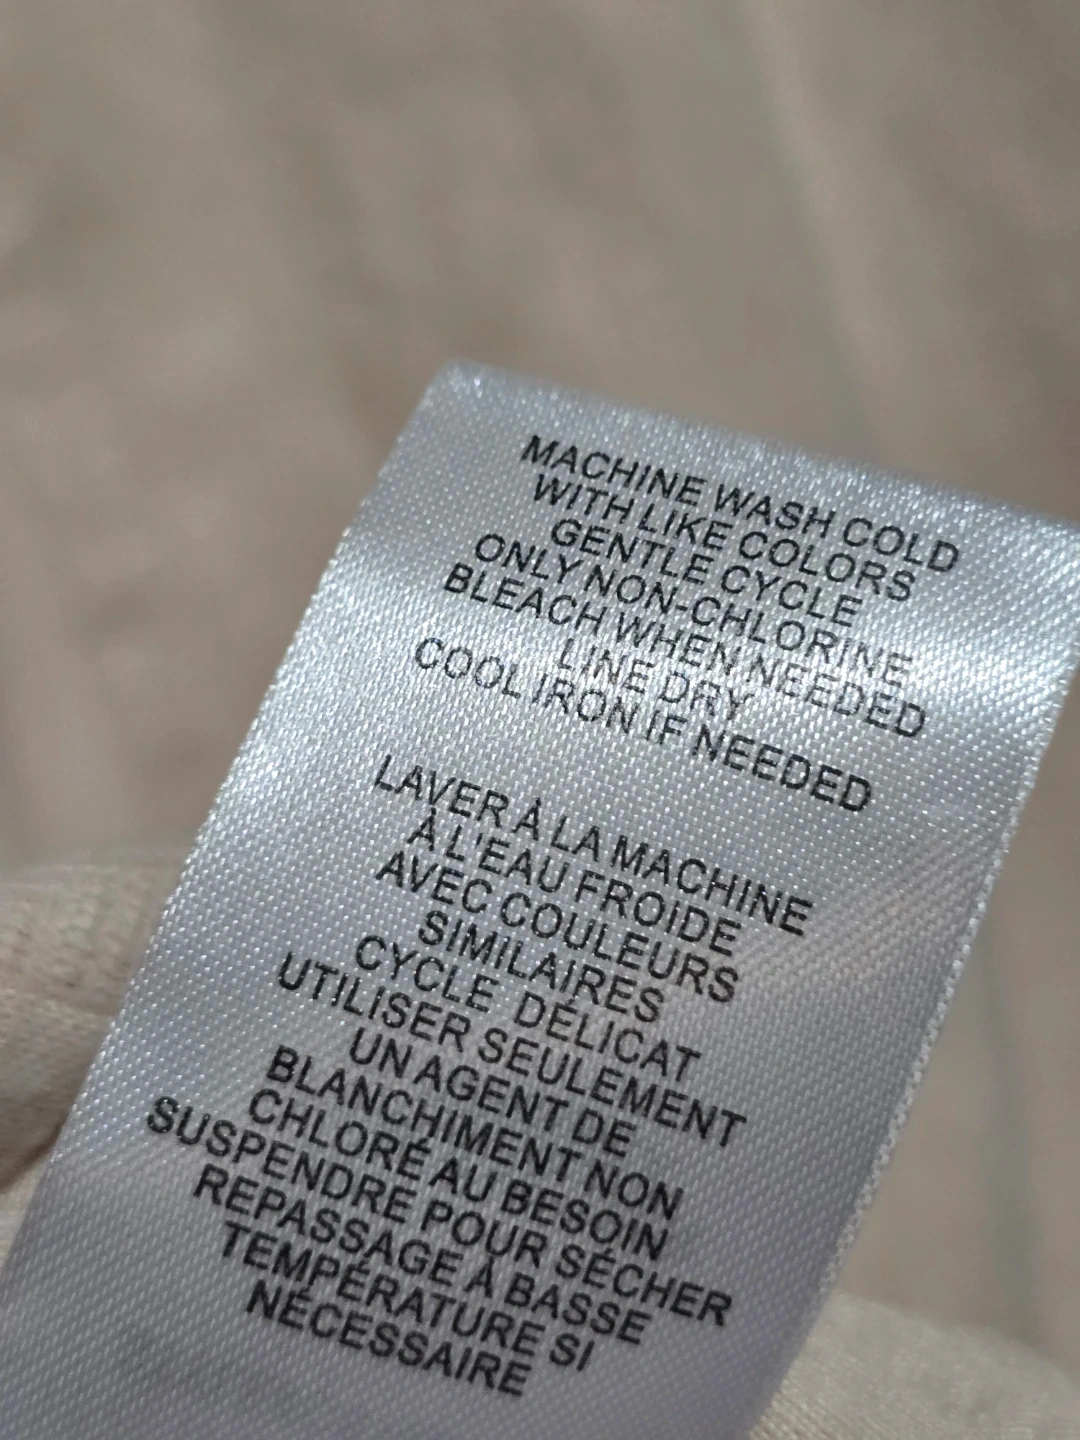 MACHINE WASH COLD
WITH LIKE COLORS
GENTLE CYCLE
ONLY NON-CHLORINE
BLEACH WHEN NEEDED
LINE DRY
COOL IRON IF NEEDED
LAVER À LA MACHINE
À L'EAU FROIDE
AVEC COULEURS
SIMILAIRES
CYCLE DÉLICAT
UTILISER SEULEMENT
UN AGENT DE
BLANCHIMENT NON
CHLORÉ AU BESOIN
SUSPENDRE POUR SÉCHER
REPASSAGE À BASSE
TEMPÉRATURE SI
NÉCESSAIRE